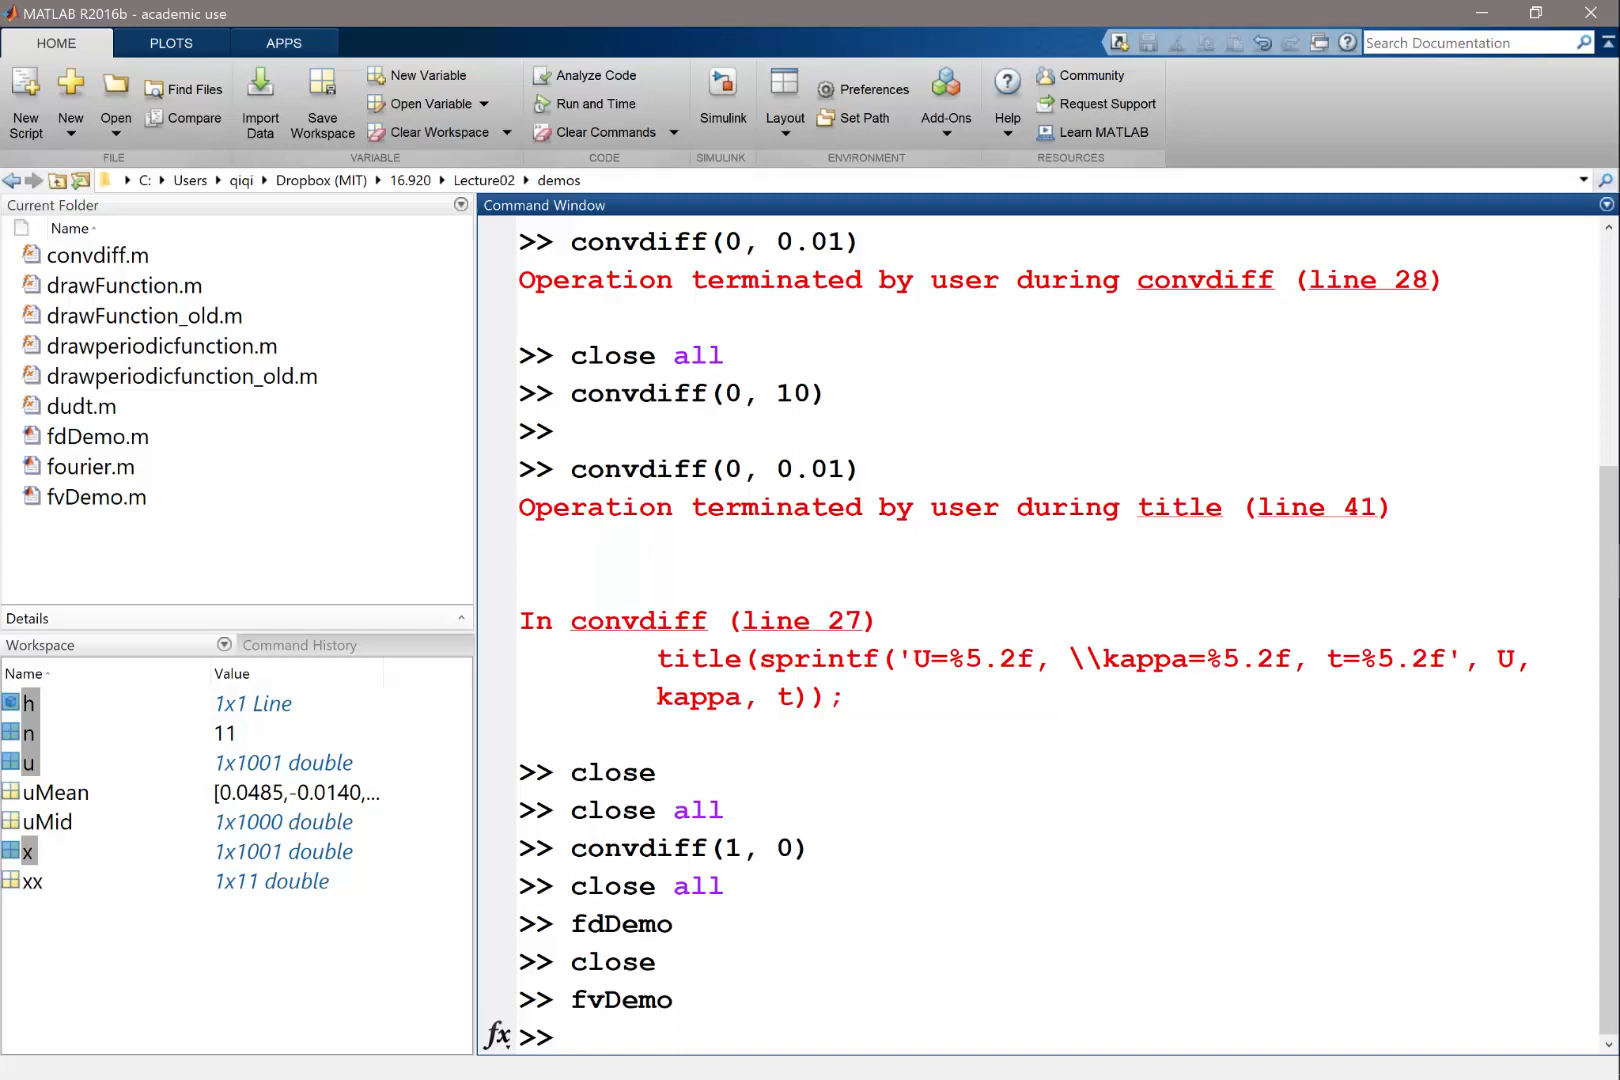 MATLAB R2016b - academic use
HOME
PLOTS
APPS
Search Documentation
New Script
New
Open
Find Files
Compare
Import Data
Save Workspace
New Variable
Open Variable
Clear Workspace
Analyze Code
Run and Time
Clear Commands
Simulink
Layout
Preferences
Set Path
Add-Ons
Help
Community
Request Support
Learn MATLAB
FILE
VARIABLE
CODE
SIMULINK
ENVIRONMENT
RESOURCES
C: Users qiqi Dropbox (MIT) 16.920 Lecture02 demos
Current Folder
Name
convdiff.m
drawFunction.m
drawFunction_old.m
drawperiodicfunction.m
drawperiodicfunction_old.m
dudt.m
fdDemo.m
fourier.m
fvDemo.m
Details
Workspace
Command History
Name Value
h 1x1 Line
n 11
u 1x1001 double
uMean [0.0485,-0.0140,...
uMid 1x1000 double
x 1x1001 double
xx 1x11 double
Command Window
>> convdiff(0, 0.01)
Operation terminated by user during convdiff (line 28)
>> close all
>> convdiff(0, 10)
>>
>> convdiff(0, 0.01)
Operation terminated by user during title (line 41)
In convdiff (line 27)
title(sprintf('U=%5.2f, \\kappa=%5.2f, t=%5.2f', U,
kappa, t));
>> close
>> close all
>> convdiff(1, 0)
>> close all
>> fdDemo
>> close
>> fvDemo
fx >>